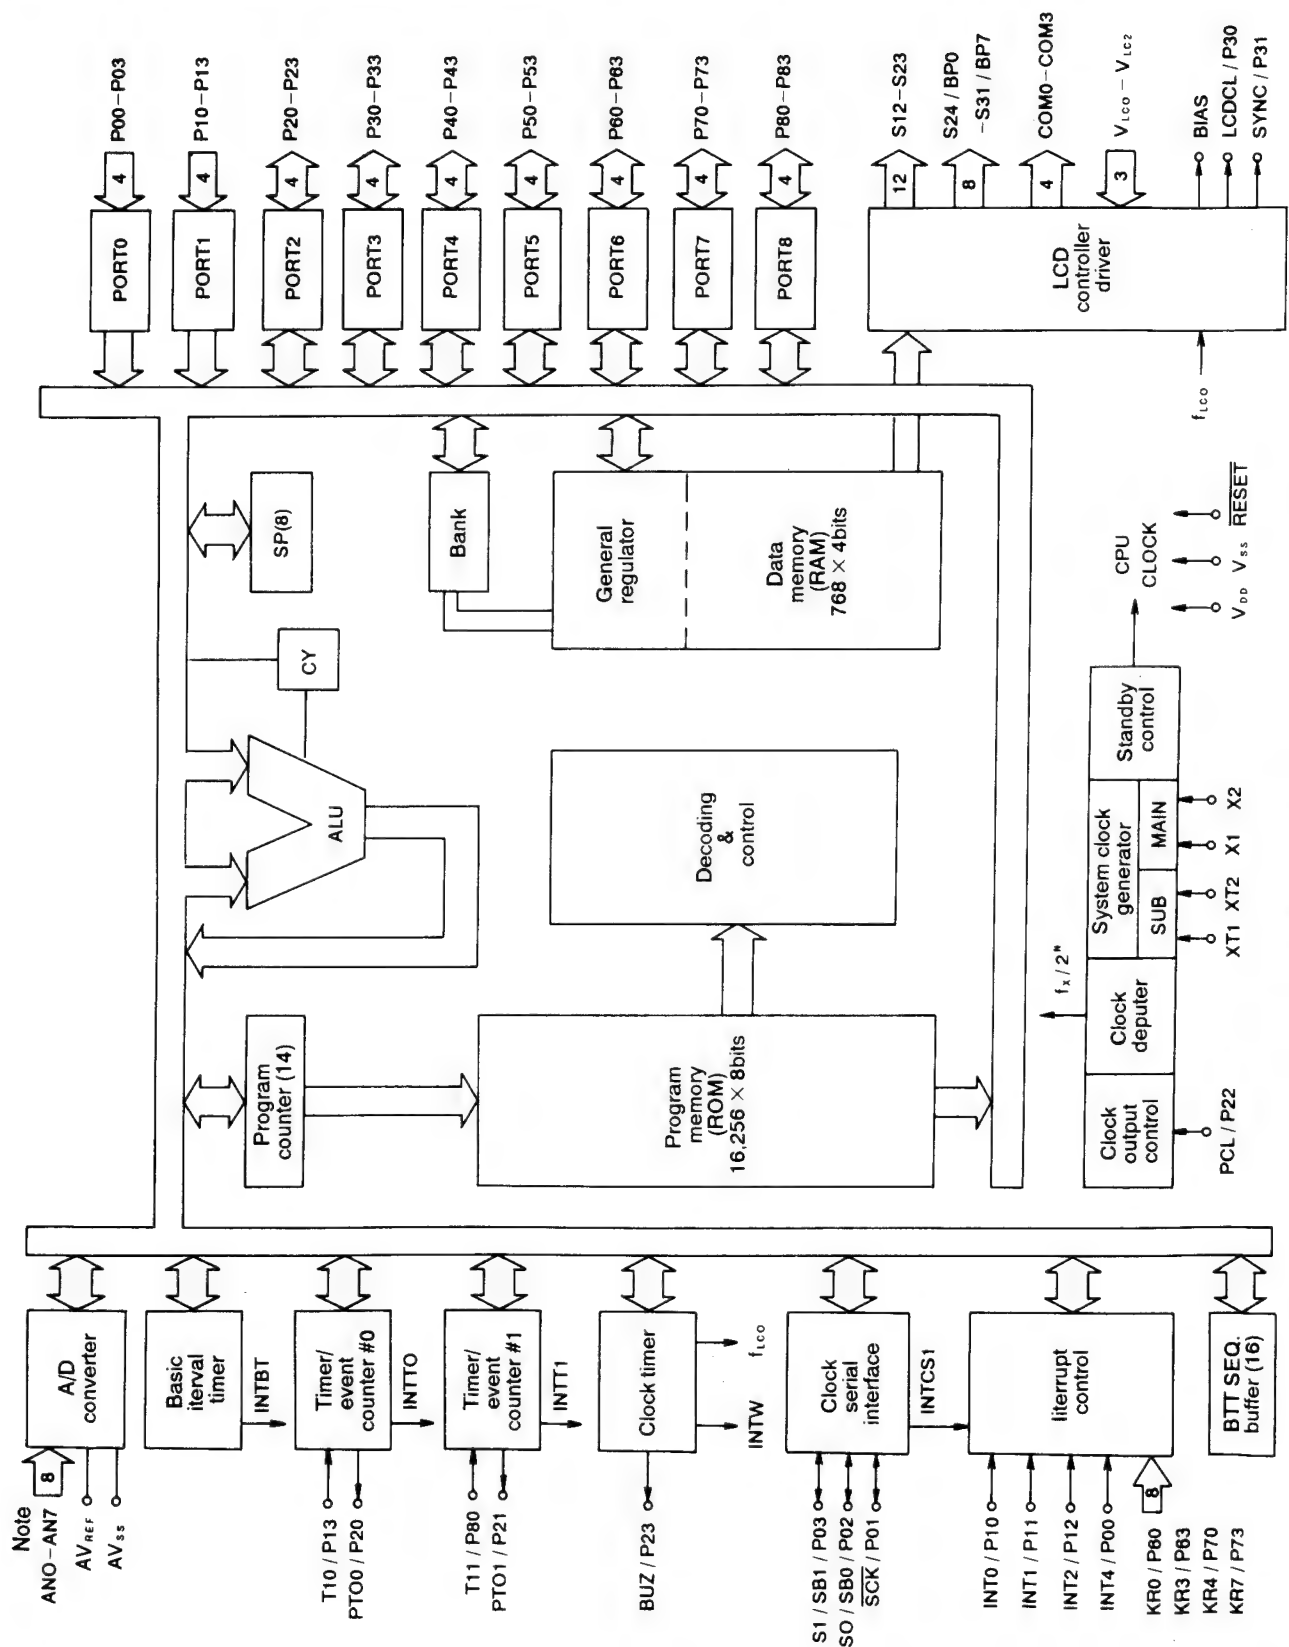 Note
ANO-AN7
8
AVREF
AVSS
A/D
converter
Basic
iterval
timer
INTBT
T10 / P13
PTO0 / P20
Timer/
event
counter #0
INTTO
T11 / P80
PTO1 / P21
Timer/
event
counter #1
INTT1
BUZ / P23
Clock timer
INTW
fLCO
S1 / SB1 / P03
SO / SB0 / P02
SCK / P01
Clock
serial
interface
INTCS1
INT0 / P10
INT1 / P11
INT2 / P12
INT4 / P00
KR0 / P60
KR3 / P63
KR4 / P70
KR7 / P73
8
Iiterrupt
control
BTT SEQ.
buffer (16)
Program
counter (14)
ALU
CY
SP(8)
Program
memory
(ROM)
16,256 × 8bits
Decoding
&
control
Bank
General
regulator
Data
memory
(RAM)
768 × 4bits
Clock
output
control
PCL / P22
Clock
deputer
fX / 2ᴺ
System clock
generator
SUB
MAIN
XT1 XT2
X1
X2
Standby
control
CPU
CLOCK
VDD
VSS
RESET
PORT0
4
P00-P03
PORT1
4
P10-P13
PORT2
4
P20-P23
PORT3
4
P30-P33
PORT4
4
P40-P43
PORT5
4
P50-P53
PORT6
4
P60-P63
PORT7
4
P70-P73
PORT8
4
P80-P83
LCD
controller
driver
fLCO
12
S12-S23
8
S24 / BP0
-S31 / BP7
4
COM0-COM3
3
VLCO-VLC2
BIAS
LCDCL / P30
SYNC / P31